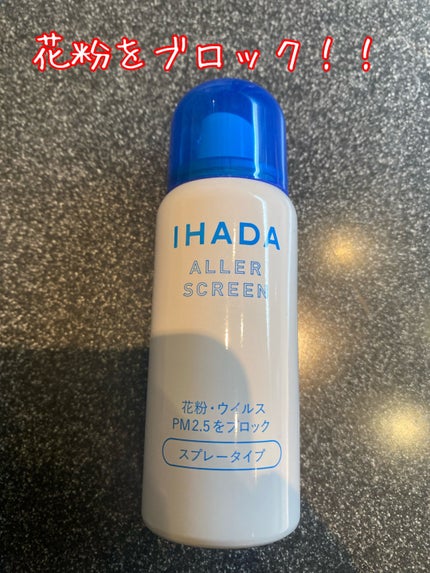 花粉をブロック！！
IHADA
ALLER
SCREEN
花粉・ウイルス
PM2.5をブロック
スプレータイプ